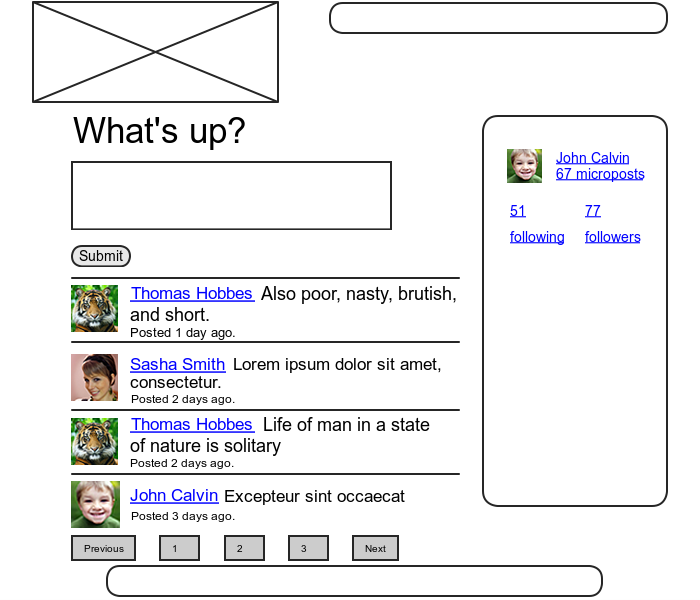 What's up?
Submit
John Calvin
67 microposts
51 77
following followers
Thomas Hobbes Also poor, nasty, brutish,
and short.
Posted 1 day ago.
Sasha Smith Lorem ipsum dolor sit amet,
consectetur.
Posted 2 days ago.
Thomas Hobbes Life of man in a state
of nature is solitary
Posted 2 days ago.
John Calvin Excepteur sint occaecat
Posted 3 days ago.
Previous 1 2 3 Next